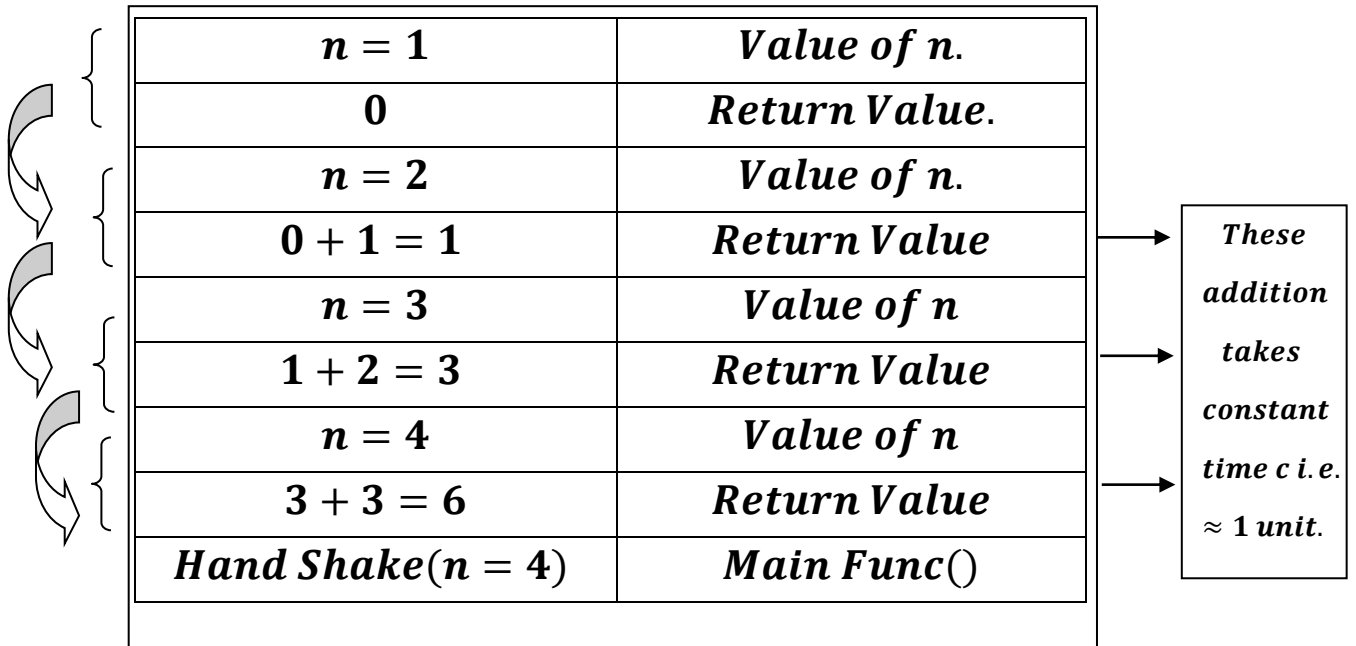 n = 1 Value of n.
0 Return Value.
n = 2 Value of n.
0 + 1 = 1 Return Value
n = 3 Value of n
1 + 2 = 3 Return Value
n = 4 Value of n
3 + 3 = 6 Return Value
Hand Shake(n = 4) Main Func()
These
addition
takes
constant
time c i.e.
≈ 1 unit.